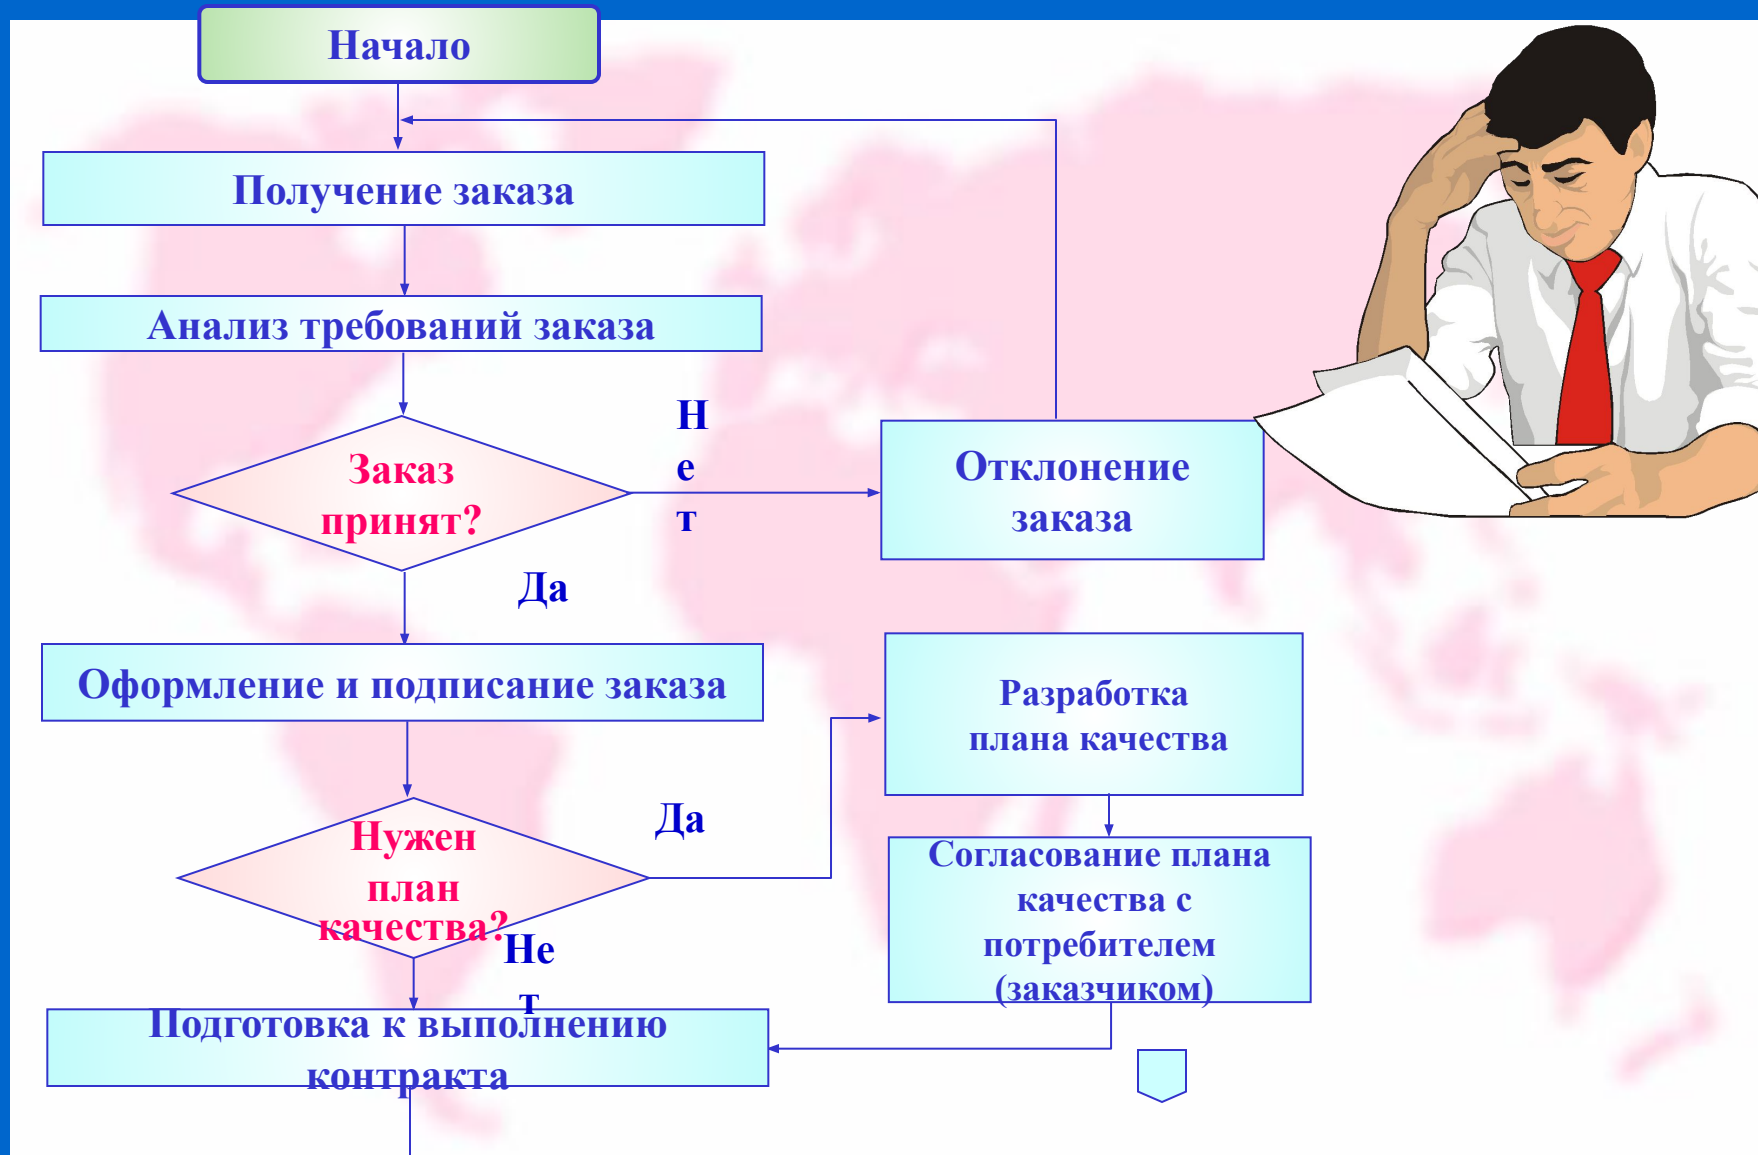 Начало
Получение заказа
Анализ требований заказа
Заказ
принят?
Н
е
т
Отклонение
заказа
Да
Оформление и подписание заказа
Разработка
плана качества
Нужен
план
качества?
Да
Не
т
Согласование плана
качества с
потребителем
(заказчиком)
Подготовка к выполнению
контракта